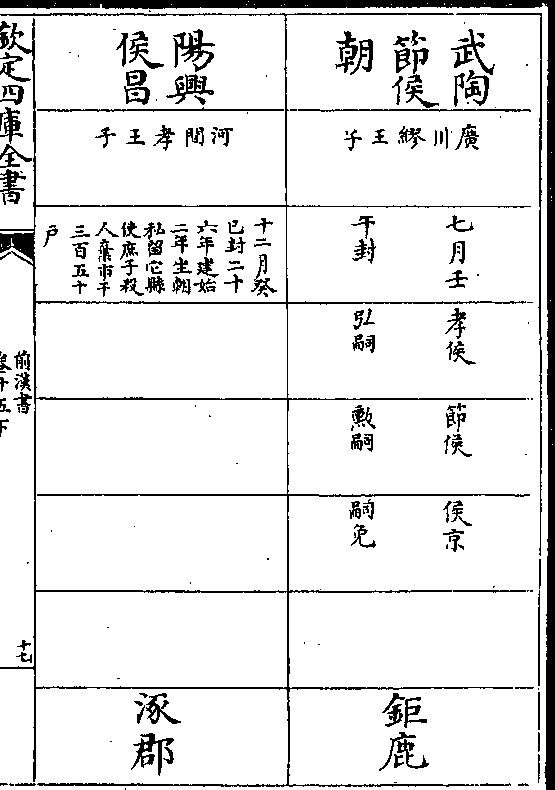 武陶
節侯
朝
廣川繆王子
七月壬
午封
孝侯
弘嗣
節侯
勲嗣
侯京
嗣免
鉅鹿
陽興
侯昌
河間孝王子
十二月癸
已封二十
六年建始
二年坐朝
私留它縣
使庶子殺
人棄市千
三百五十
戸
涿郡
欽定四庫全書
前漢書
卷十五下
十七